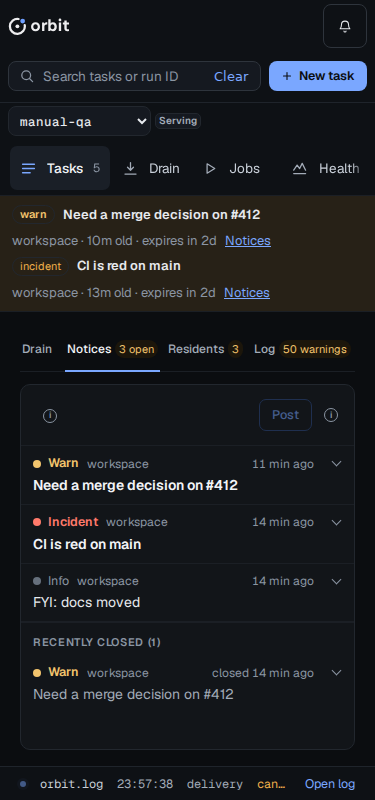 orbit
Search tasks or run ID Clear
+ New task
manual-qa Serving
Tasks 5 Drain Jobs Health
warn Need a merge decision on #412
workspace · 10m old · expires in 2d Notices
incident CI is red on main
workspace · 13m old · expires in 2d Notices
Drain Notices 3 open Residents 3 Log 50 warnings
Post
Warn workspace 11 min ago
Need a merge decision on #412
Incident workspace 14 min ago
CI is red on main
Info workspace 14 min ago
FYI: docs moved
RECENTLY CLOSED (1)
Warn workspace closed 14 min ago
Need a merge decision on #412
orbit.log 23:57:38 delivery can… Open log